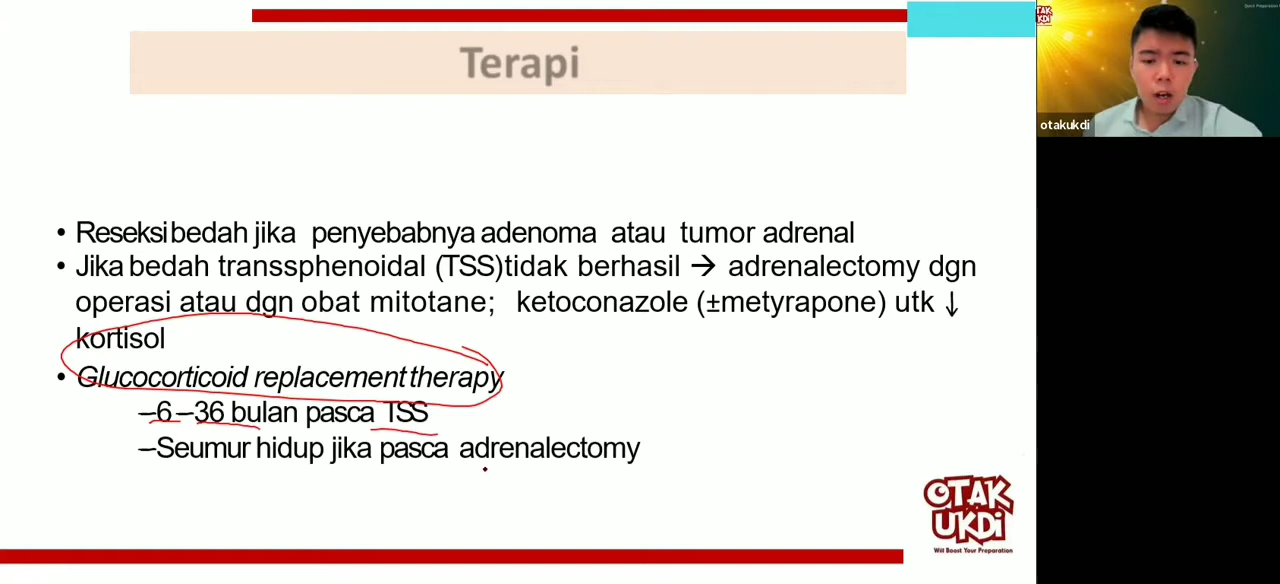 Terapi
• Reseksi bedah jika penyebabnya adenoma atau tumor adrenal
• Jika bedah transsphenoidal (TSS)tidak berhasil → adrenalectomy dgn
operasi atau dgn obat mitotane; ketoconazole (±metyrapone) utk ↓
kortisol
• Glucocorticoid replacement therapy
–6–36 bulan pasca TSS
–Seumur hidup jika pasca adrenalectomy
OTAK
UKDI
Will Boost Your Preparation
otakukdi